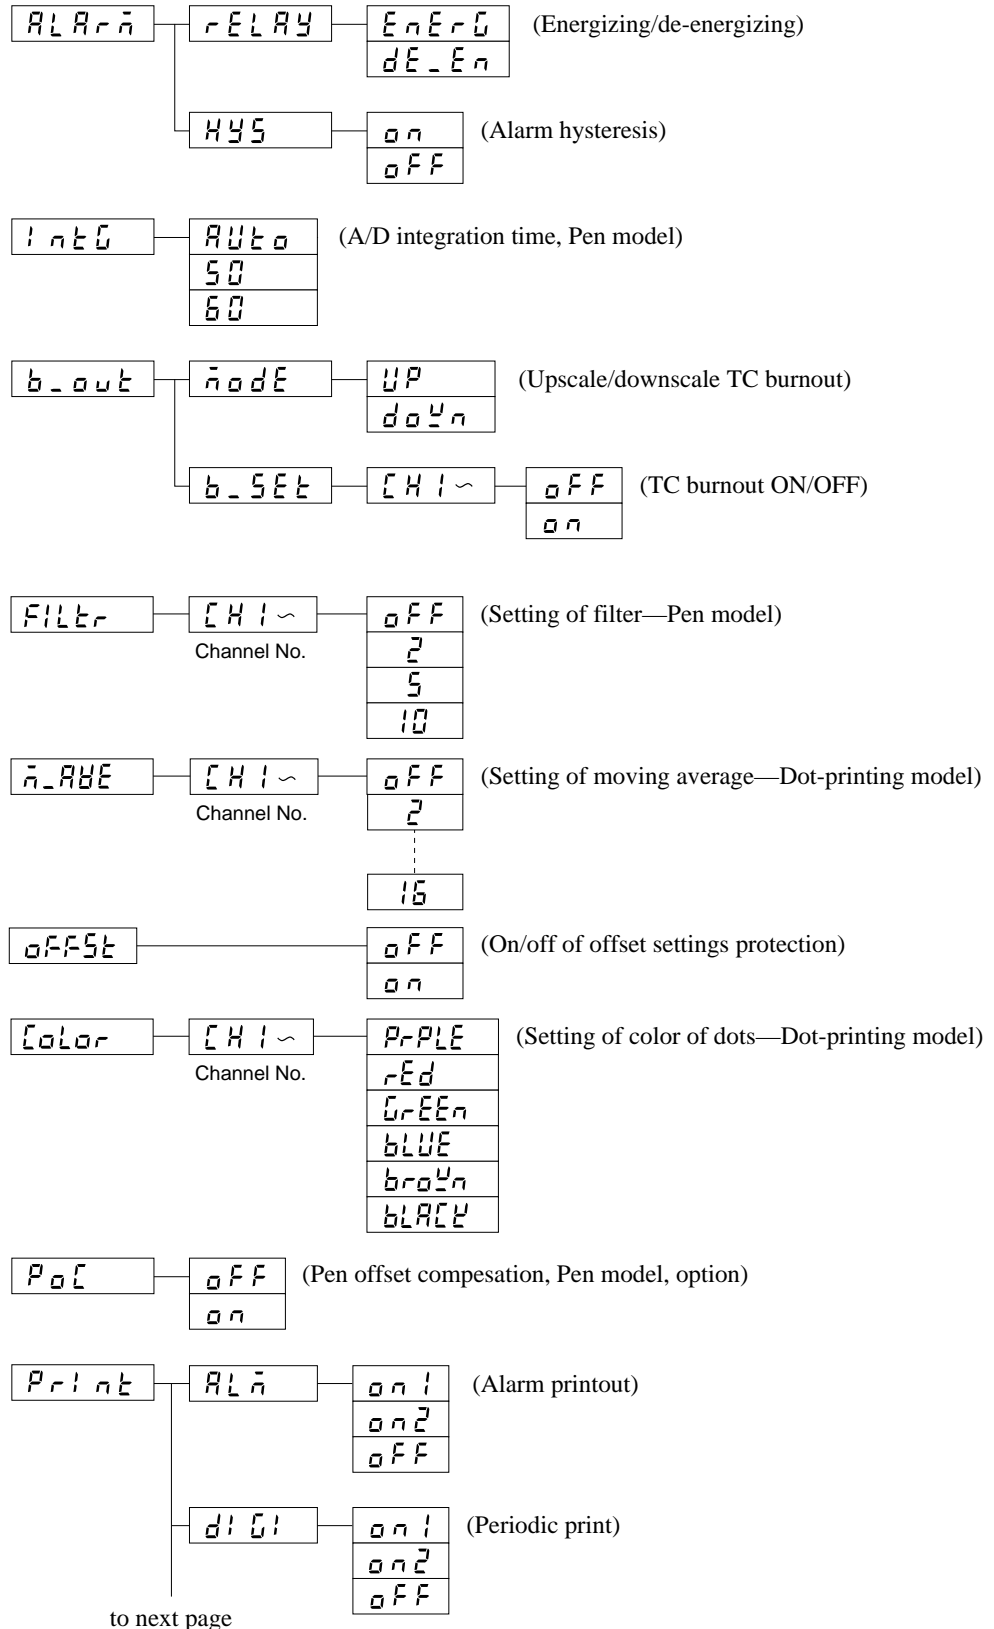 ALArm rELAY EnErG (Energizing/de-energizing)
dE_En
HYS on (Alarm hysteresis)
oFF
IntG AUto (A/D integration time, Pen model)
50
60
b_out modE UP (Upscale/downscale TC burnout)
doWn
b_SEt CH1~ oFF (TC burnout ON/OFF)
on
FILtr CH1~ oFF (Setting of filter—Pen model)
Channel No. 2
5
10
m_AVE CH1~ oFF (Setting of moving average—Dot-printing model)
Channel No. 2
16
oFFSt oFF (On/off of offset settings protection)
on
CoLor CH1~ PrPLE (Setting of color of dots—Dot-printing model)
Channel No. rEd
GrEEn
bLUE
broWn
bLACK
PoC oFF (Pen offset compesation, Pen model, option)
on
PrInt ALm on1 (Alarm printout)
on2
oFF
dIGI on1 (Periodic print)
on2
oFF
to next page